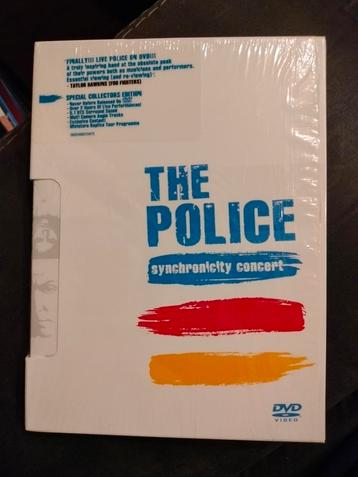 "FINALLY!!! LIVE POLICE ON DVD!!!
A truly inspiring band at the absolute peak
of their powers both as musicians and performers.
Essential viewing (and re-viewing)"
- TAYLOR HAWKINS (FOO FIGHTERS)
SPECIAL COLLECTORS EDITION
• Never Before Released On DVD
• Over 2 Hours Of Live Performances!
• 5.1 DTS Surround Sound
• Multi Camera Angle Tracks
• Exclusive Content!
• Miniature Replica Tour Programme
THE
POLICE
synchronicity concert
DVD
VIDEO